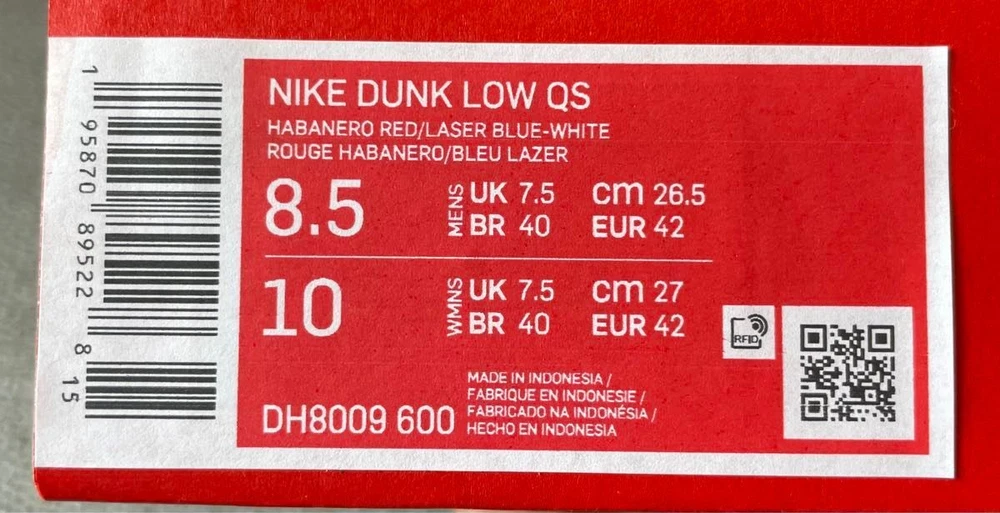 1 95870 89522 8 15
NIKE DUNK LOW QS
HABANERO RED/LASER BLUE-WHITE
ROUGE HABANERO/BLEU LAZER
8.5 MENS UK 7.5 CM 26.5
BR 40 EUR 42
10 WMNS UK 7.5 CM 27
BR 40 EUR 42
RFID
MADE IN INDONESIA /
FABRIQUE EN INDONESIE /
DH8009 600 FABRICADO NA INDONÉSIA /
HECHO EN INDONESIA